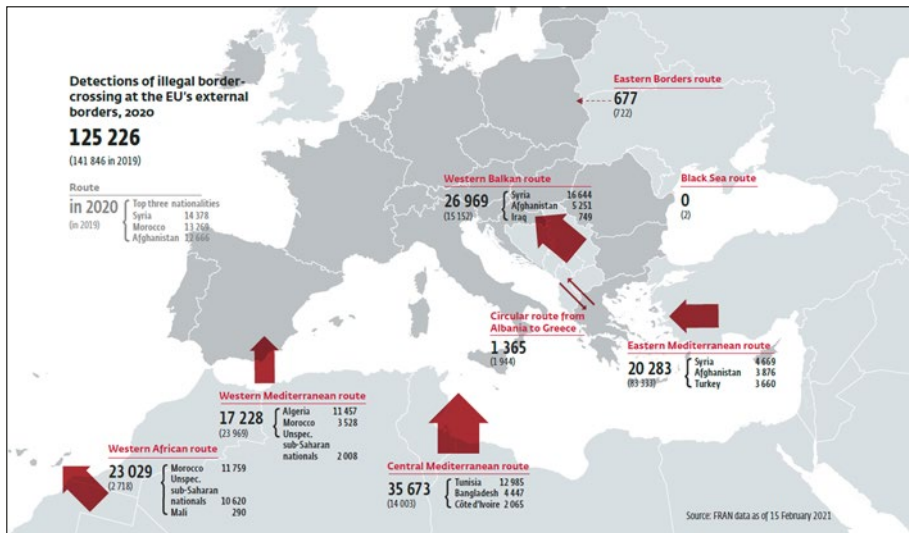 Detections of illegal border-
crossing at the EU's external
borders, 2020
125 226
(141 846 in 2019)
Route
in 2020
(in 2019)
Top three nationalities
Syria 14 378
Morocco 13 269
Afghanistan 12 666
Eastern Borders route
677
(722)
Western Balkan route
26 969
(15 152)
Syria 16 644
Afghanistan 5 251
Iraq 749
Black Sea route
0
(2)
Circular route from
Albania to Greece
1 365
(1 944)
Eastern Mediterranean route
20 283
(83 333)
Syria 4 669
Afghanistan 3 876
Turkey 3 660
Western Mediterranean route
17 228
(23 969)
Algeria 11 457
Morocco 3 528
Unspec.
sub-Saharan
nationals 2 008
Western African route
23 029
(2 718)
Morocco 11 759
Unspec.
sub-Saharan
nationals 10 620
Mali 290
Central Mediterranean route
35 673
(14 003)
Tunisia 12 985
Bangladesh 4 447
Côte d'Ivoire 2 065
Source: FRAN data as of 15 February 2021